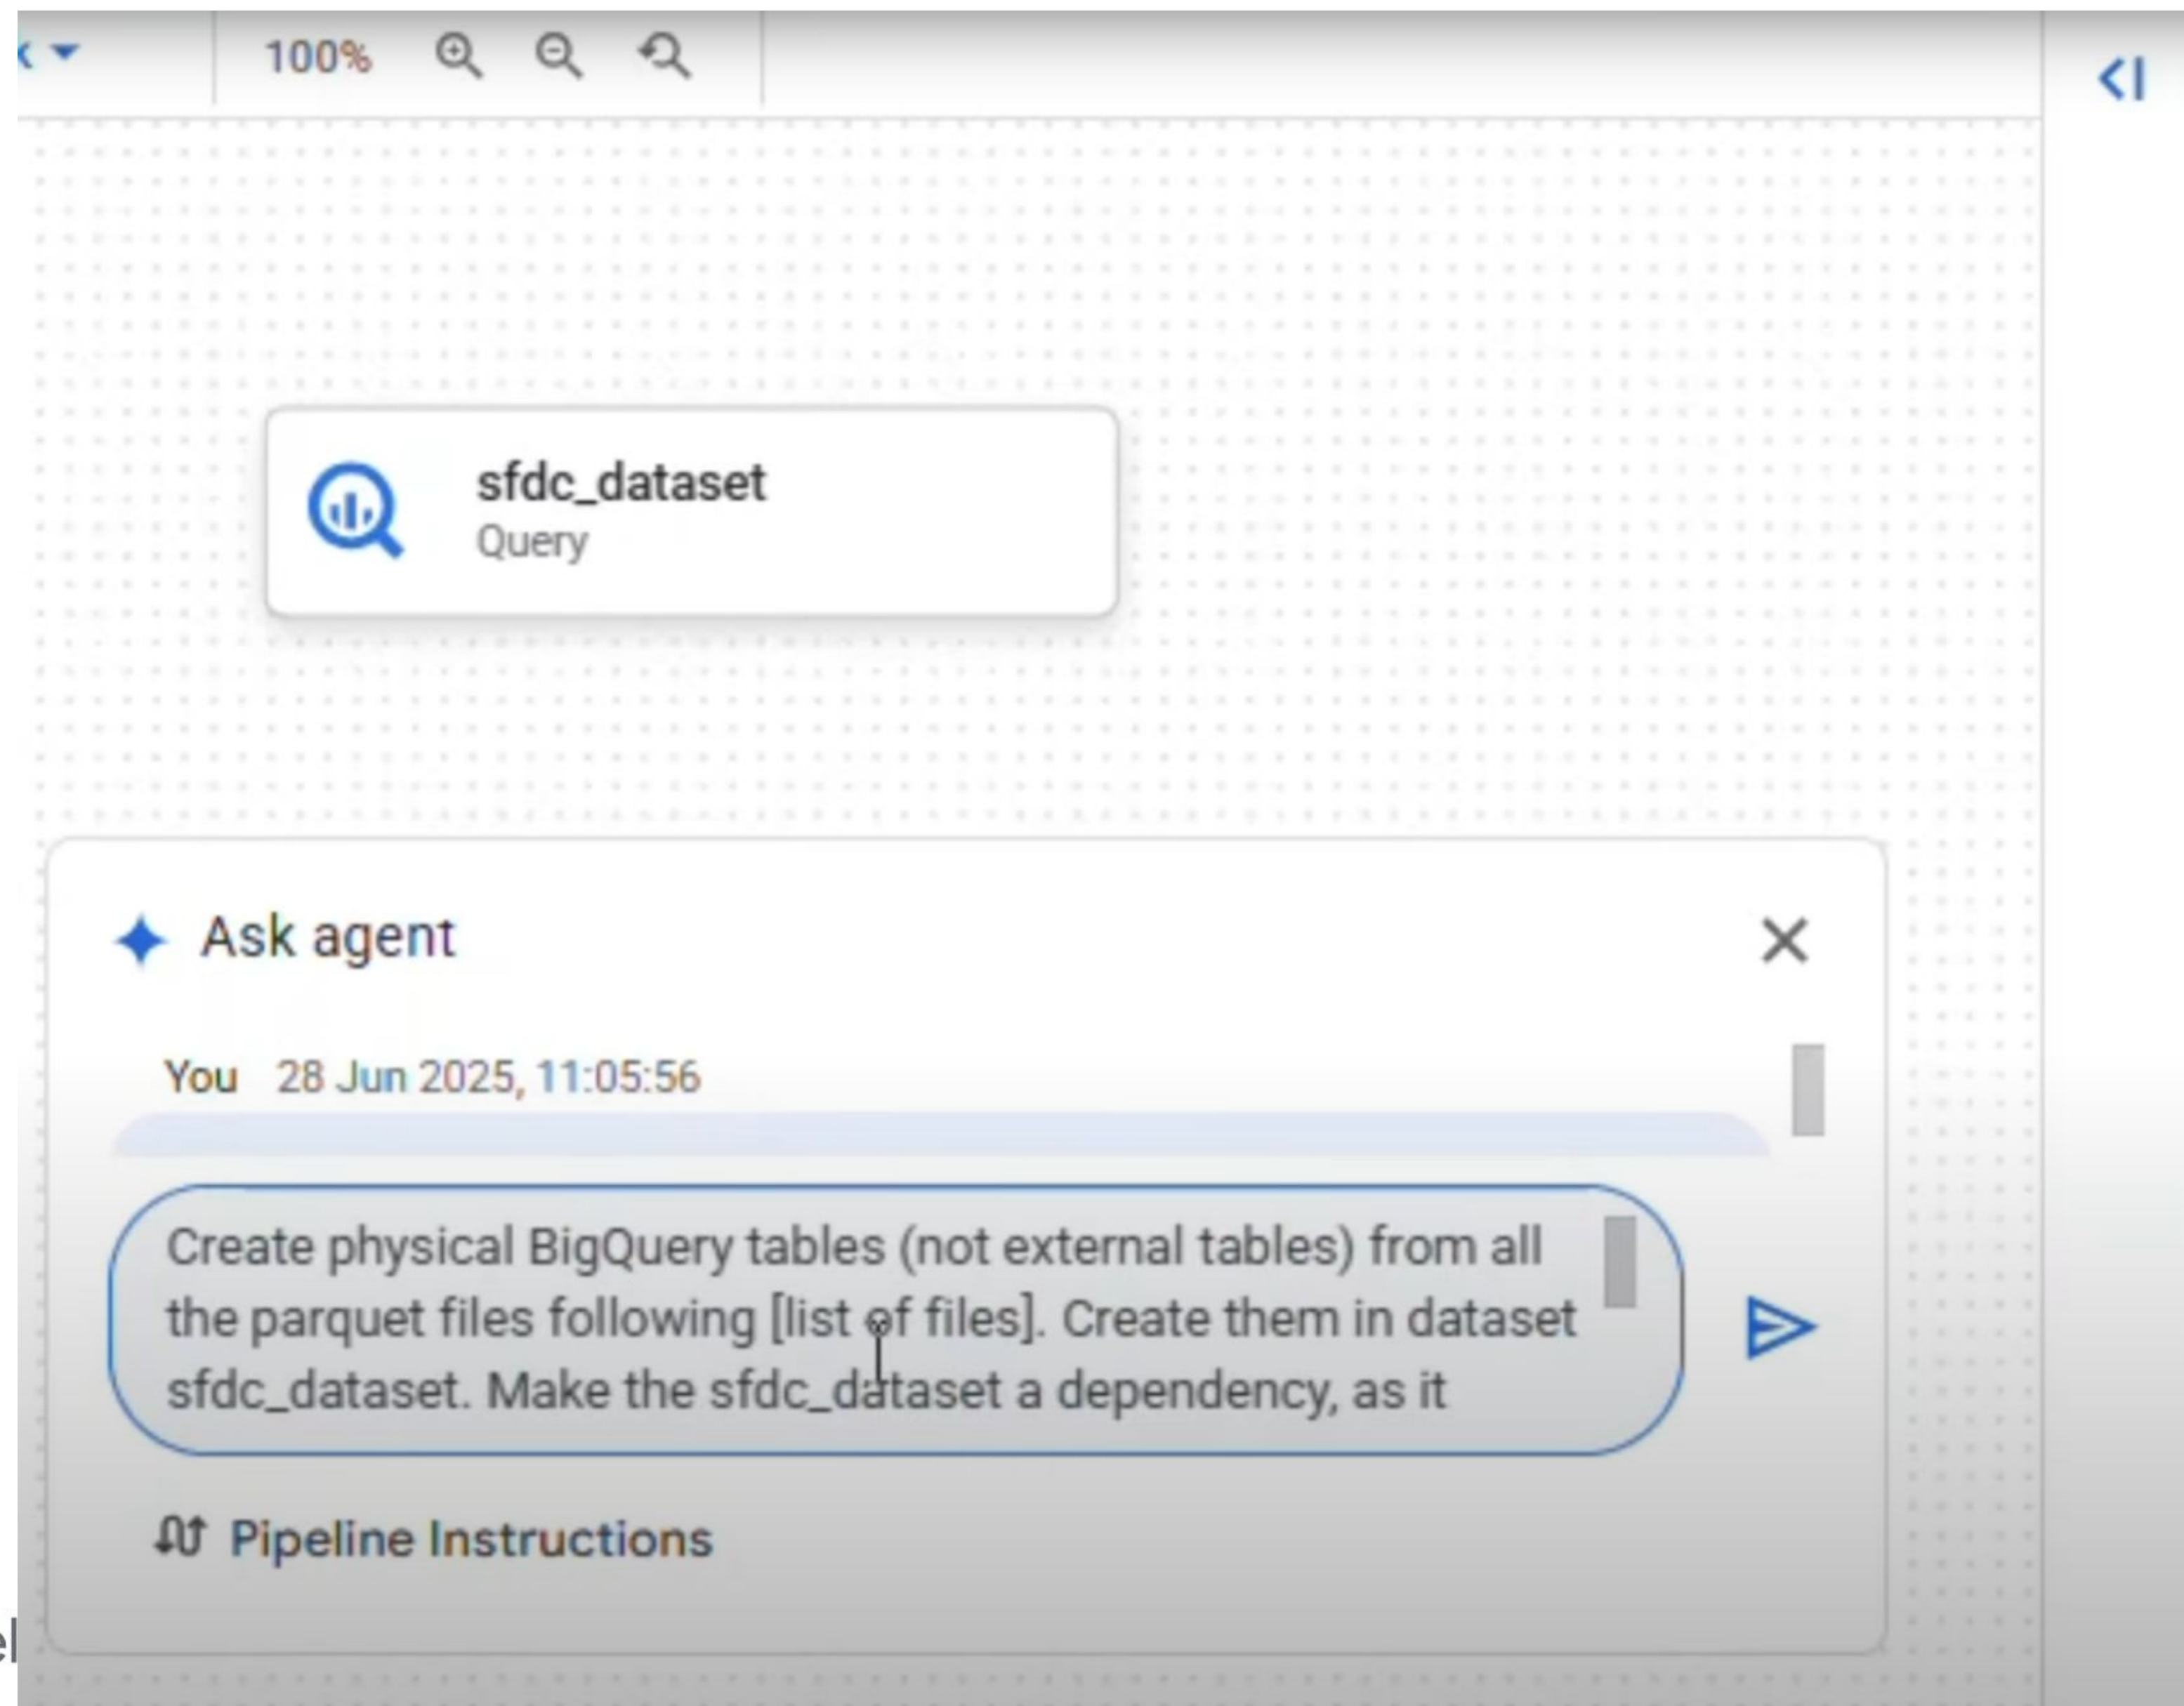 100%
sfdc_dataset
Query
Ask agent
You 28 Jun 2025, 11:05:56
Create physical BigQuery tables (not external tables) from all
the parquet files following [list of files]. Create them in dataset
sfdc_dataset. Make the sfdc_dataset a dependency, as it
Pipeline Instructions